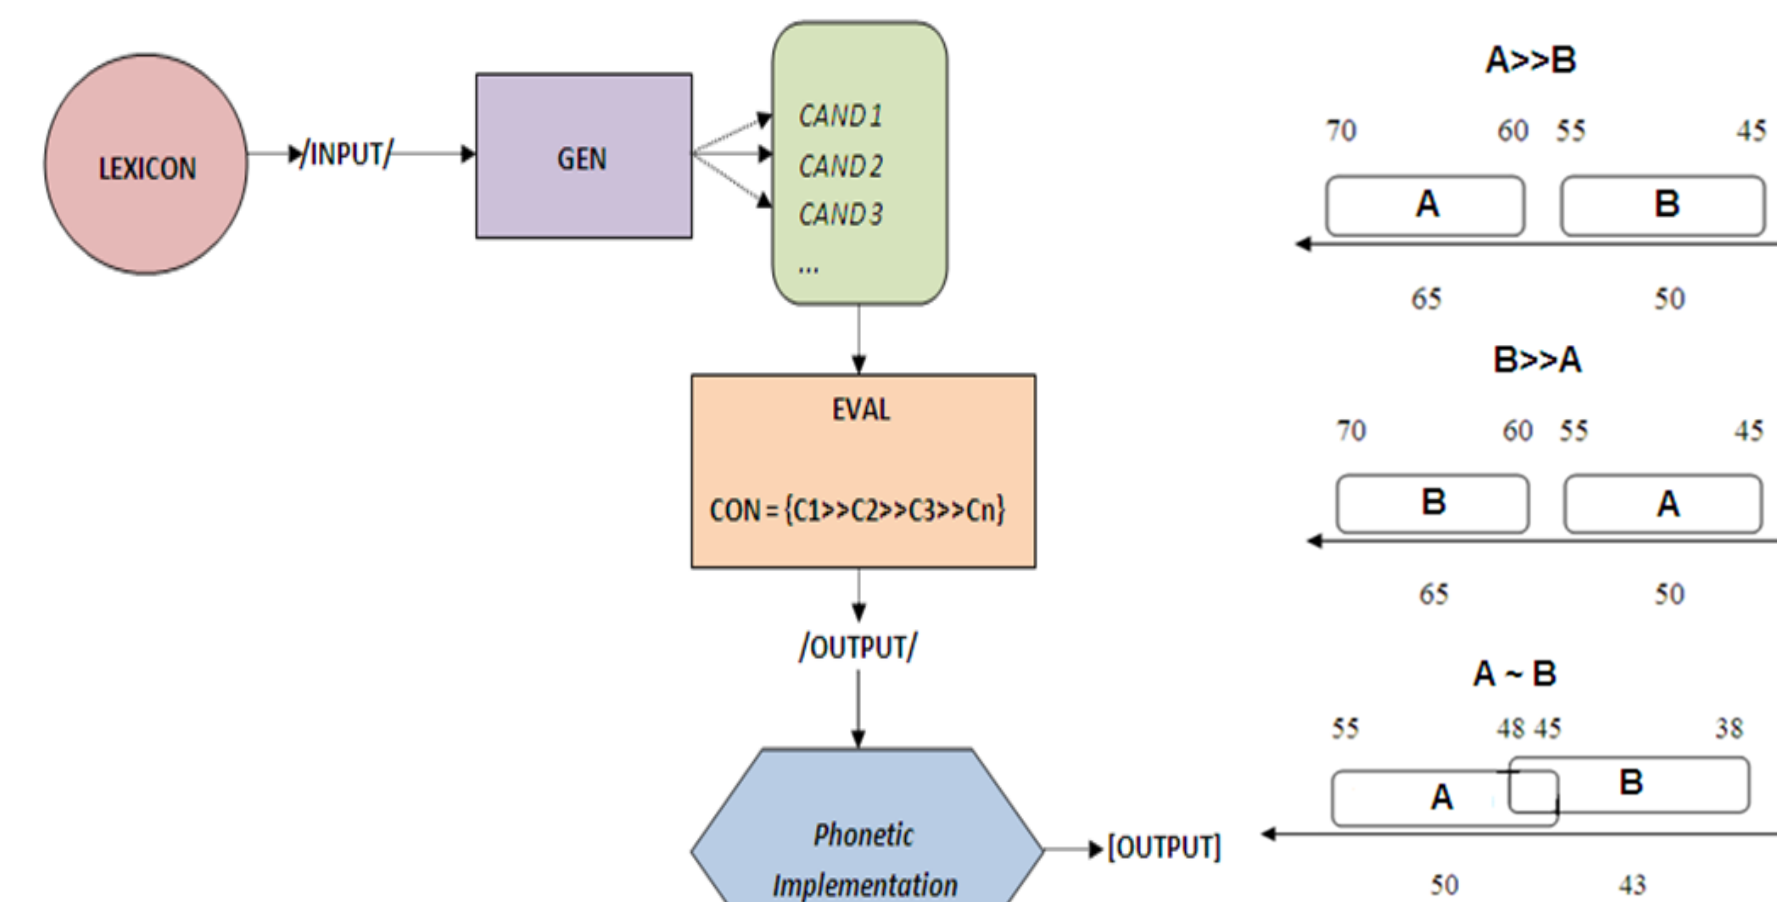 LEXICON
/INPUT/
GEN
CAND 1
CAND 2
CAND 3
...
EVAL
CON = {C1>>C2>>C3>>Cn}
/OUTPUT/
Phonetic
Implementation
[OUTPUT]
A>>B
70 60 55 45
A B
65 50
B>>A
70 60 55 45
B A
65 50
A ~ B
55 48 45 38
A B
50 43